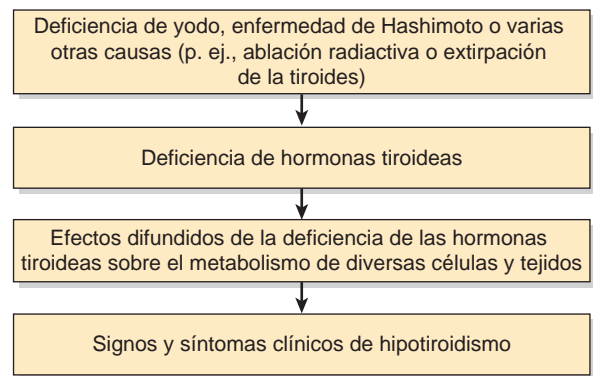 Deficiencia de yodo, enfermedad de Hashimoto o varias
otras causas (p. ej., ablación radiactiva o extirpación
de la tiroides)
Deficiencia de hormonas tiroideas
Efectos difundidos de la deficiencia de las hormonas
tiroideas sobre el metabolismo de diversas células y tejidos
Signos y síntomas clínicos de hipotiroidismo